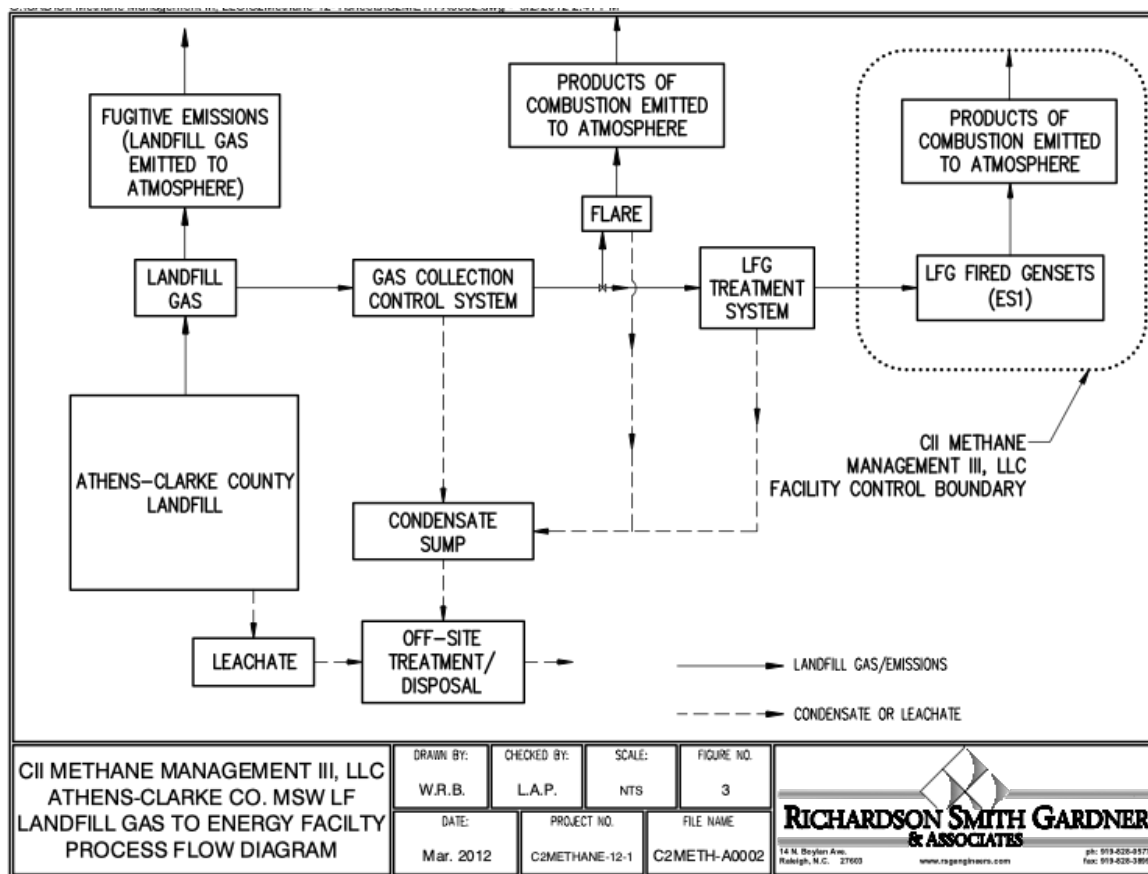 FUGITIVE EMISSIONS
(LANDFILL GAS
EMITTED TO
ATMOSPHERE)
PRODUCTS OF
COMBUSTION EMITTED
TO ATMOSPHERE
PRODUCTS OF
COMBUSTION EMITTED
TO ATMOSPHERE
FLARE
LANDFILL
GAS
GAS COLLECTION
CONTROL SYSTEM
LFG
TREATMENT
SYSTEM
LFG FIRED GENSETS
(ES1)
ATHENS-CLARKE COUNTY
LANDFILL
CII METHANE
MANAGEMENT III, LLC
FACILITY CONTROL BOUNDARY
CONDENSATE
SUMP
LEACHATE
OFF-SITE
TREATMENT/
DISPOSAL
LANDFILL GAS/EMISSIONS
CONDENSATE OR LEACHATE
CII METHANE MANAGEMENT III, LLC
ATHENS-CLARKE CO. MSW LF
LANDFILL GAS TO ENERGY FACILTY
PROCESS FLOW DIAGRAM
DRAWN BY:
W.R.B.
CHECKED BY:
L.A.P.
SCALE:
NTS
FIGURE NO.
3
DATE:
Mar. 2012
PROJECT NO.
C2METHANE-12-1
FILE NAME
C2METH-A0002
RICHARDSON SMITH GARDNER
& ASSOCIATES
14 N. Boylan Ave.
Raleigh, N.C. 27603
www.rsgengineers.com
ph:
fax: